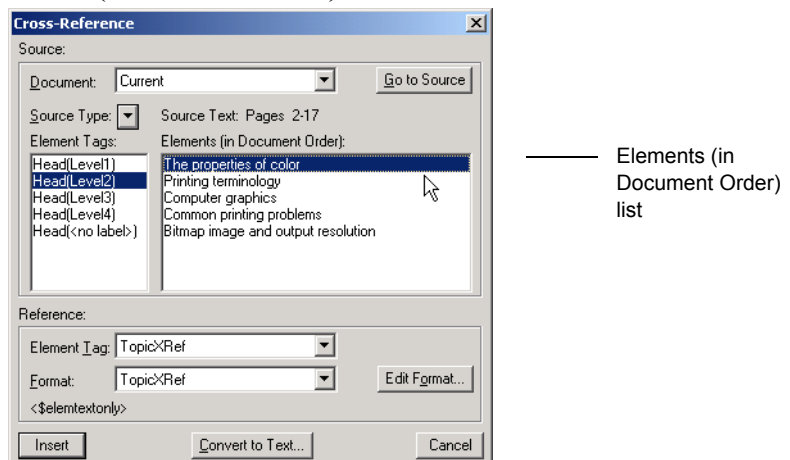 Cross-Reference
Source:
Document: Current Go to Source
Source Type: Source Text: Pages 2-17
Element Tags: Elements (in Document Order):
Head(Level1) The properties of color
Head(Level2) Printing terminology
Head(Level3) Computer graphics
Head(Level4) Common printing problems
Head(<no label>) Bitmap image and output resolution
Elements (in
Document Order)
list
Reference:
Element Tag: TopicXRef
Format: TopicXRef Edit Format...
<$elemtextonly>
Insert Convert to Text... Cancel